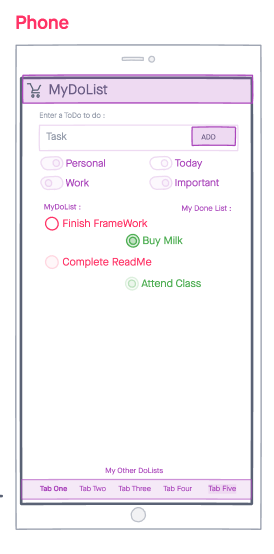 Phone
MyDoList
Enter a ToDo to do :
Task ADD
Personal Today
Work Important
MyDoList : My Done List :
Finish FrameWork
Buy Milk
Complete ReadMe
Attend Class
My Other DoLists
Tab One Tab Two Tab Three Tab Four Tab Five